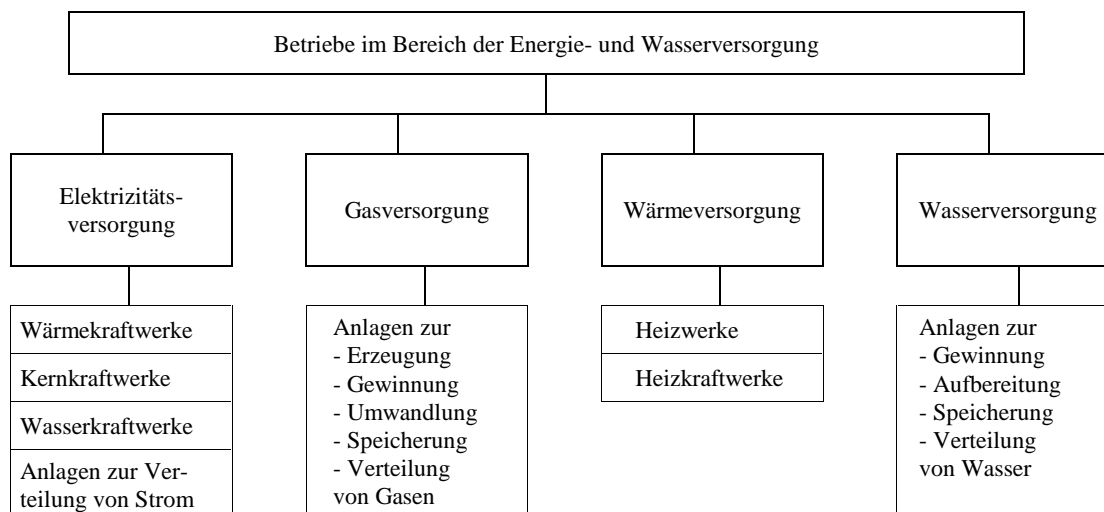 Betriebe im Bereich der Energie- und Wasserversorgung
Elektrizitäts-
versorgung
Gasversorgung
Wärmeversorgung
Wasserversorgung
Wärmekraftwerke
Kernkraftwerke
Wasserkraftwerke
Anlagen zur Ver-
teilung von Strom
Anlagen zur
- Erzeugung
- Gewinnung
- Umwandlung
- Speicherung
- Verteilung
von Gasen
Heizwerke
Heizkraftwerke
Anlagen zur
- Gewinnung
- Aufbereitung
- Speicherung
- Verteilung
von Wasser